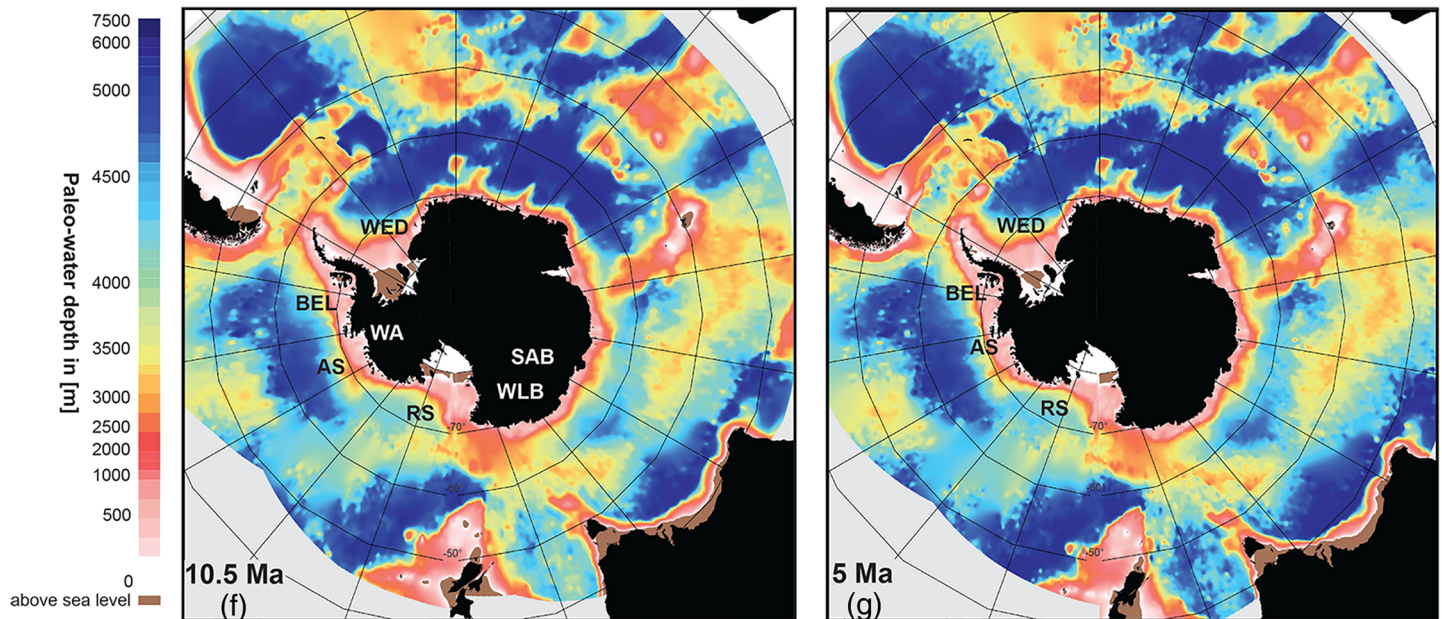 Paleo-water depth in [m]
7500
6000
5000
4500
4000
3500
3000
2500
2000
1000
500
0
above sea level
WED
BEL
WA
AS
SAB
WLB
RS
-70°
-60°
-50°
10.5 Ma
(f)
WED
BEL
AS
RS
-70°
-60°
-50°
5 Ma
(g)